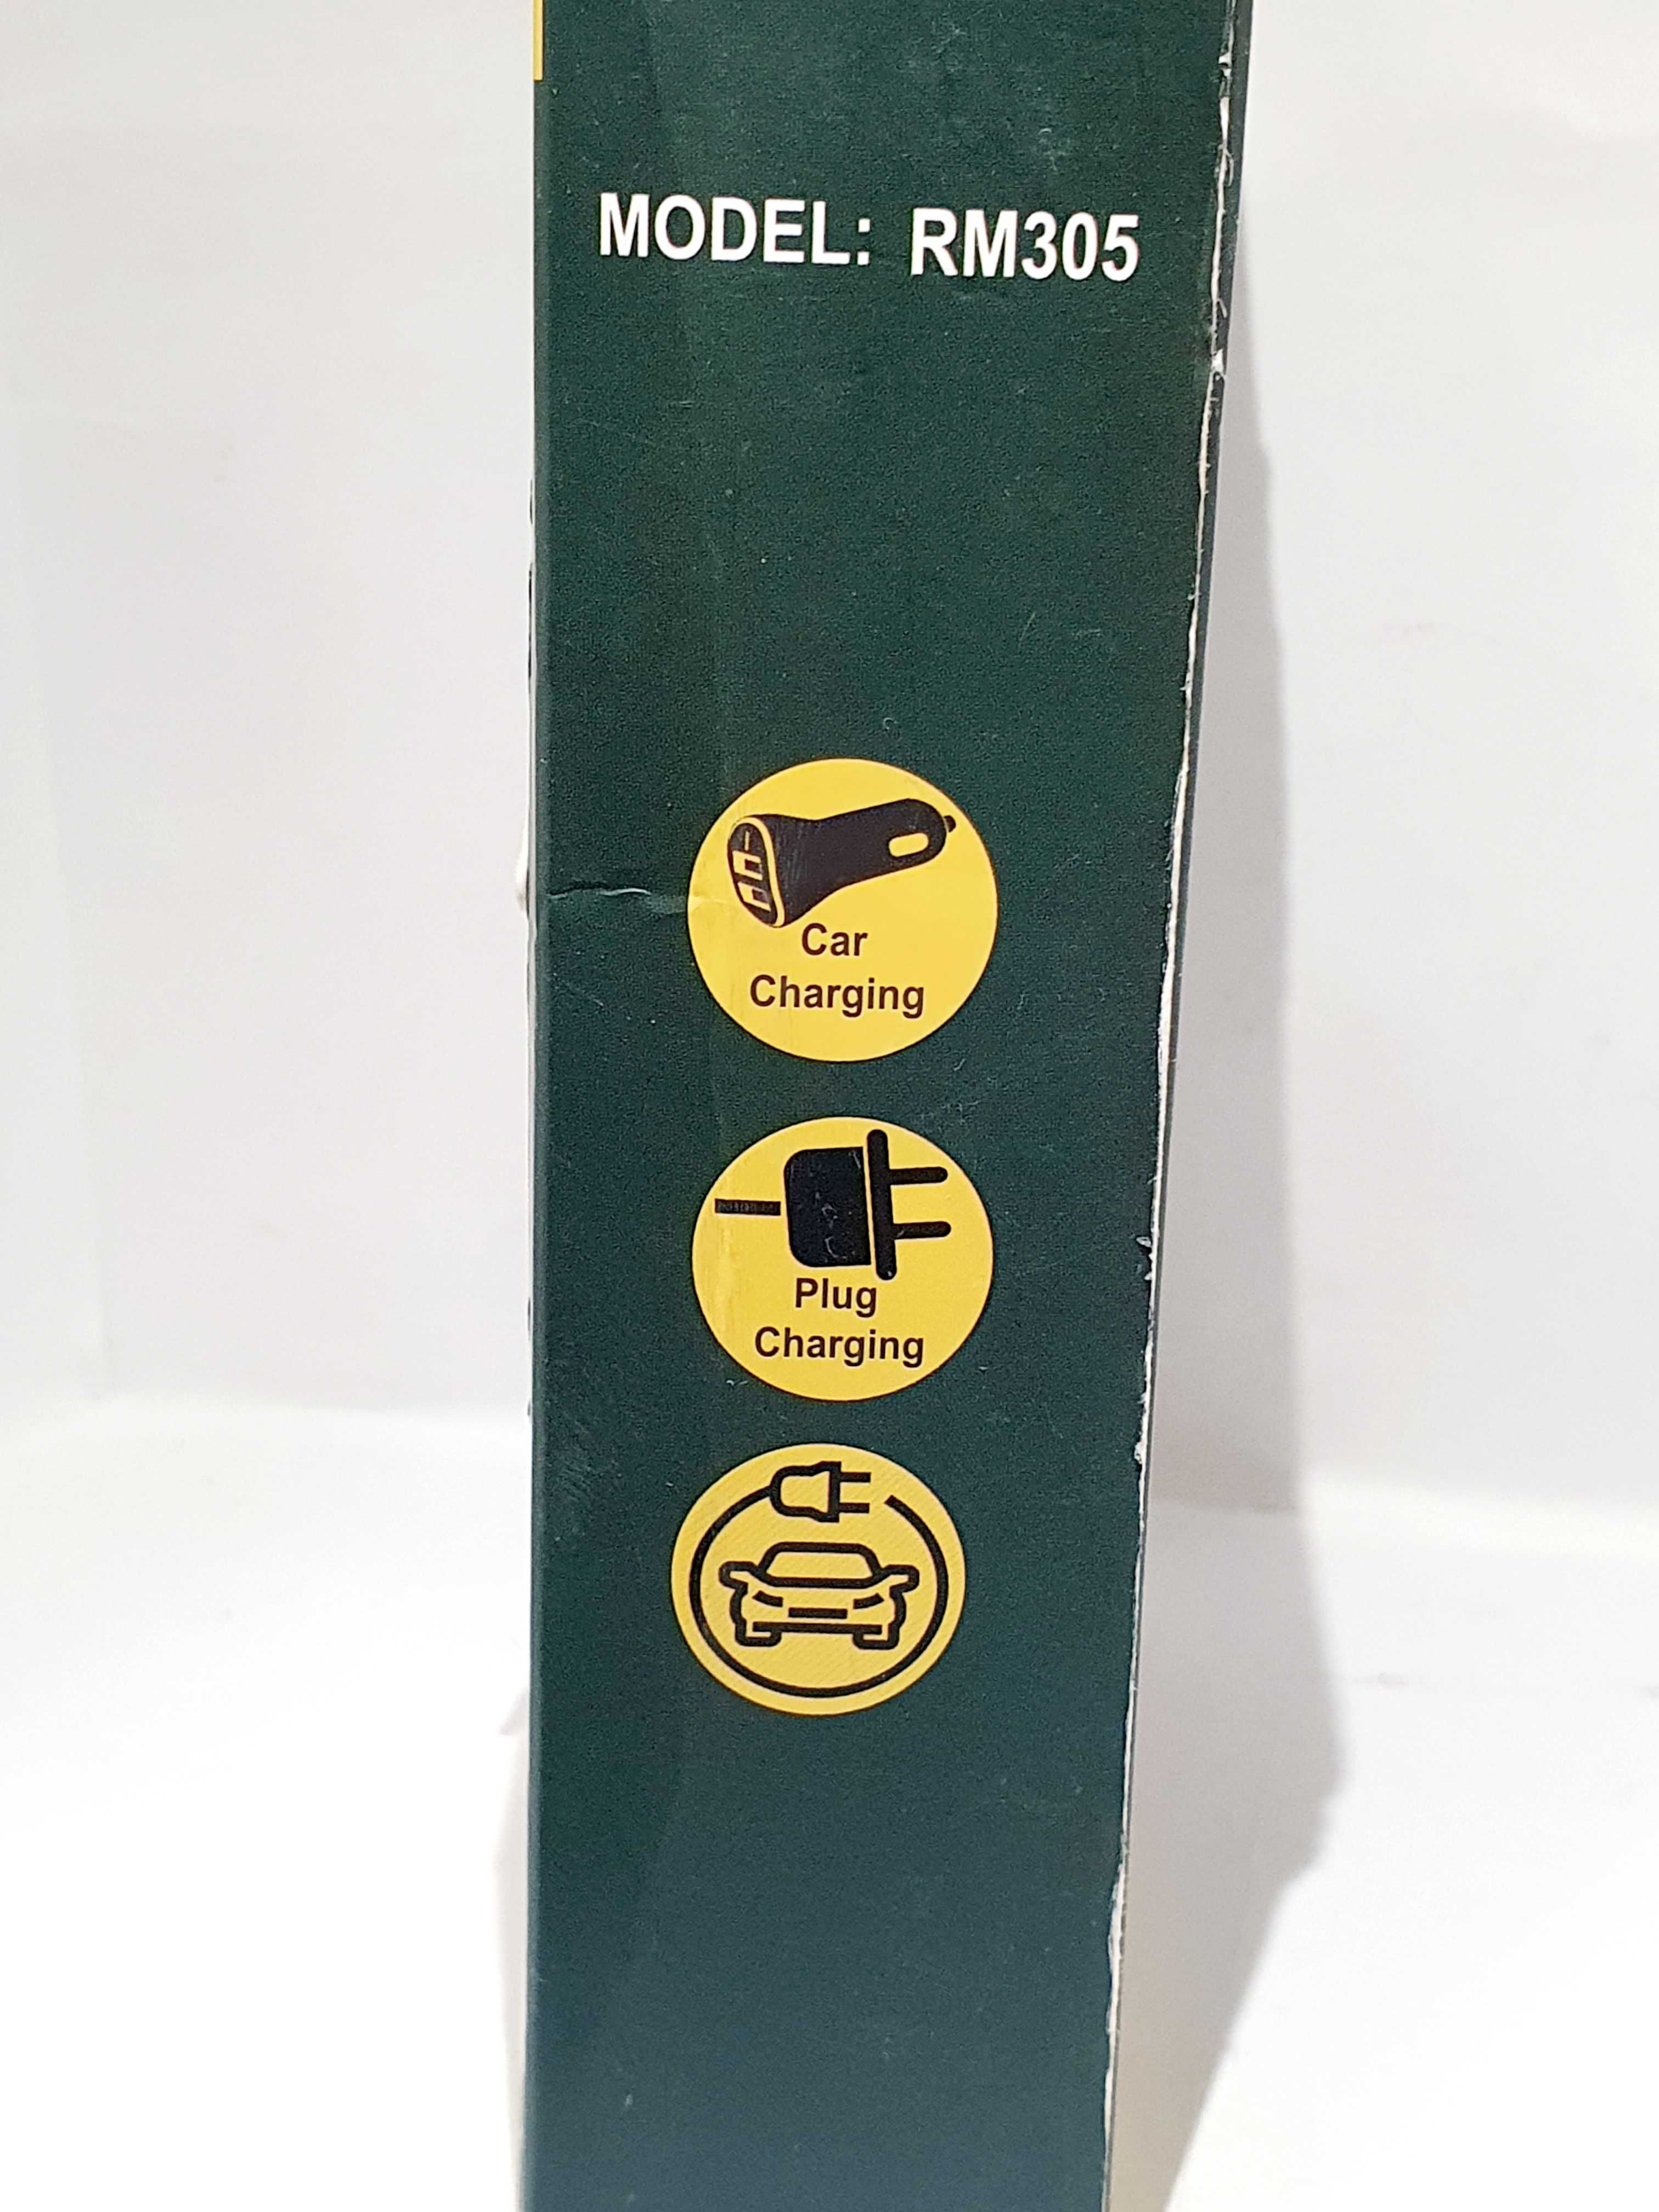 MODEL: RM305
Car
Charging
Plug
Charging